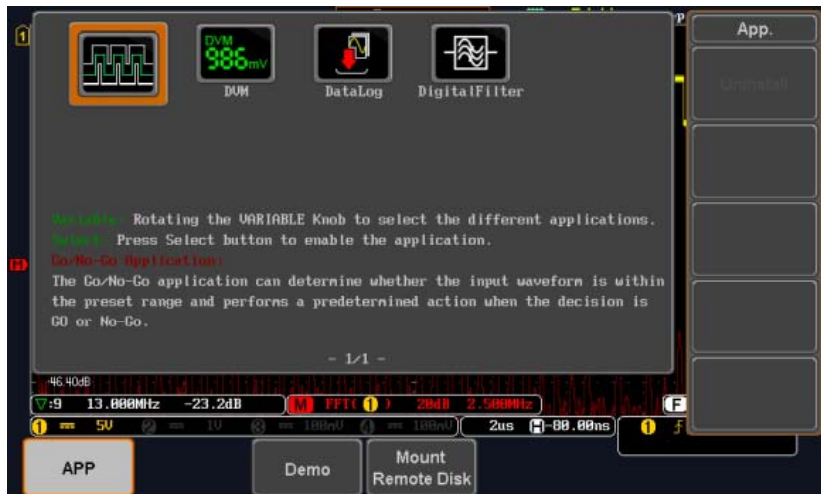 App.
1
DVM
986mV
DVM
DataLog
DigitalFilter
Uninstall
Variable: Rotating the VARIABLE Knob to select the different applications.
Select: Press Select button to enable the application.
Go/No-Go Application:
The Go/No-Go application can determine whether the input waveform is within
the preset range and performs a predetermined action when the decision is
GO or No-Go.
- 1/1 -
M
-46.40dB
▽:9 13.000MHz -23.2dB
M FFT( 1 ) 20dB 2.500MHz
F
1 5V 2 1V 3 100mV 4 100mV
2us H -80.00ns
1
APP
Demo
Mount
Remote Disk